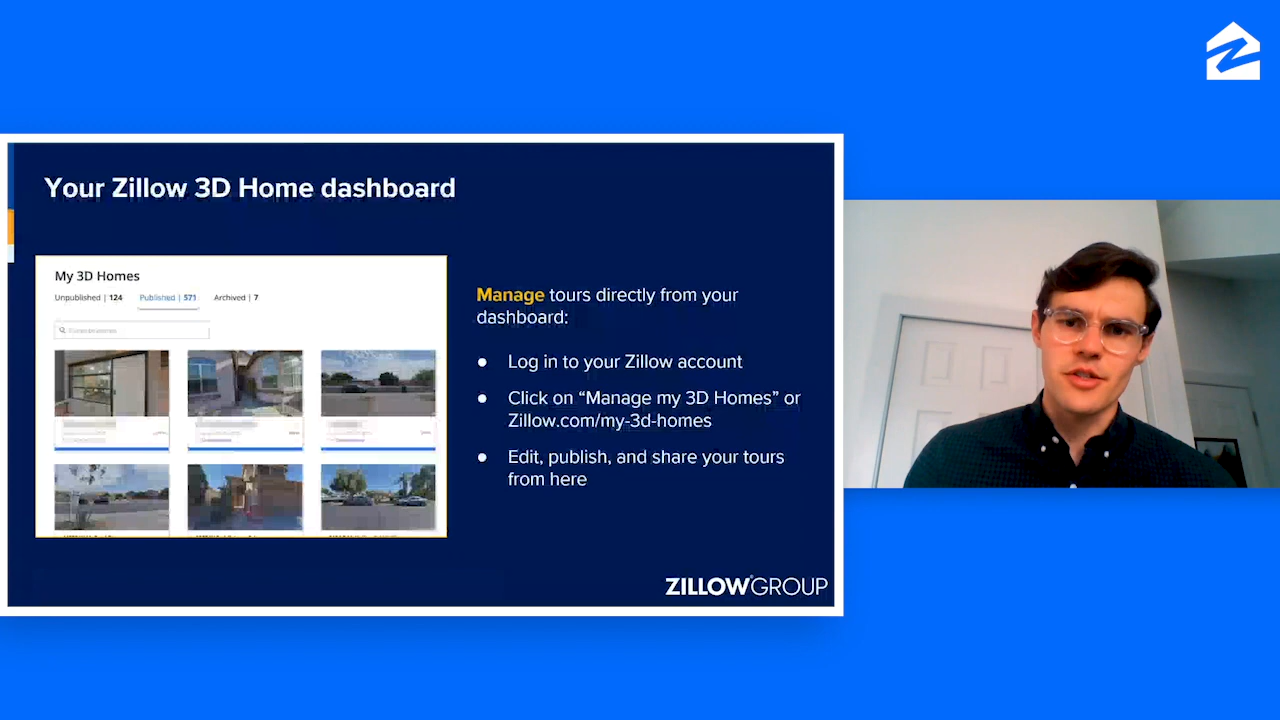 Your Zillow 3D Home dashboard
My 3D Homes
Unpublished | 124
Published | 571
Archived | 7
Manage tours directly from your
dashboard:
● Log in to your Zillow account
● Click on “Manage my 3D Homes” or
Zillow.com/my-3d-homes
● Edit, publish, and share your tours
from here
ZILLOW GROUP